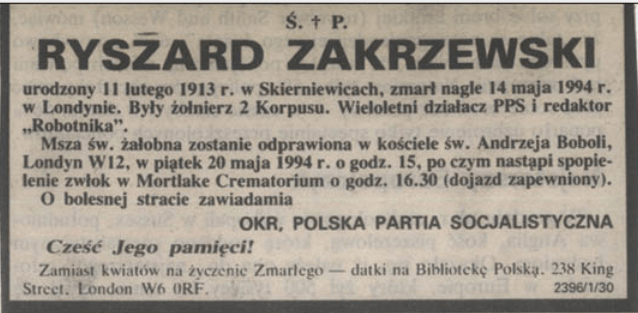 Ś. † P.
RYSZARD ZAKRZEWSKI
urodzony 11 lutego 1913 r. w Skierniewicach, zmarł nagle 14 maja 1994 r.
w Londynie. Były żołnierz 2 Korpusu. Wieloletni działacz PPS i redaktor
„Robotnika”.
Msza św. żałobna zostanie odprawiona w kościele św. Andrzeja Boboli,
Londyn W12, w piątek 20 maja 1994 r. o godz. 15, po czym nastąpi spopie-
lenie zwłok w Mortlake Crematorium o godz. 16.30 (dojazd zapewniony).
O bolesnej stracie zawiadamia
OKR, POLSKA PARTIA SOCJALISTYCZNA
Cześć Jego pamięci!
Zamiast kwiatów na życzenie Zmarłego — datki na Bibliotekę Polską. 238 King
Street. London W6 0RF. 2396/1/30